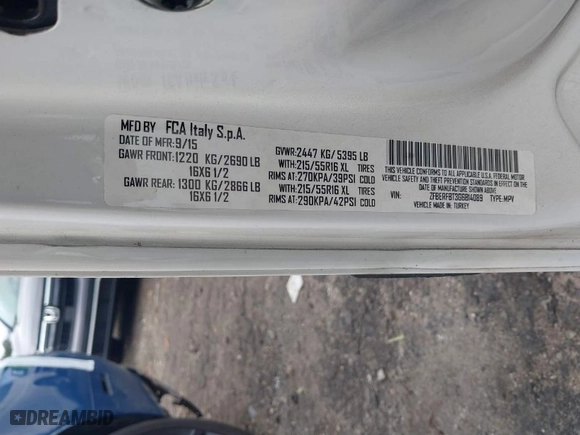 MFD BY FCA Italy S.p.A.
DATE OF MFR: 9/15
GVWR: 2447 KG/ 5395 LB
GAWR FRONT: 1220 KG/ 2690 LB
WITH: 215/55R16 XL TIRES
16X6 1/2
RIMS AT: 270KPA/39PSI COLD
GAWR REAR: 1300 KG/ 2866 LB
WITH: 215/55R16 XL TIRES
16X6 1/2
RIMS AT: 290KPA/42PSI COLD
THIS VEHICLE CONFORMS TO ALL APPLICABLE U.S.A. FEDERAL MOTOR
VEHICLE SAFETY AND THEFT PREVENTION STANDARDS IN EFFECT
ON THE DATE OF MANUFACTURE SHOWN ABOVE.
VIN: TYPE: MPV
VEHICLE MADE IN: TURKEY
DREAMBID